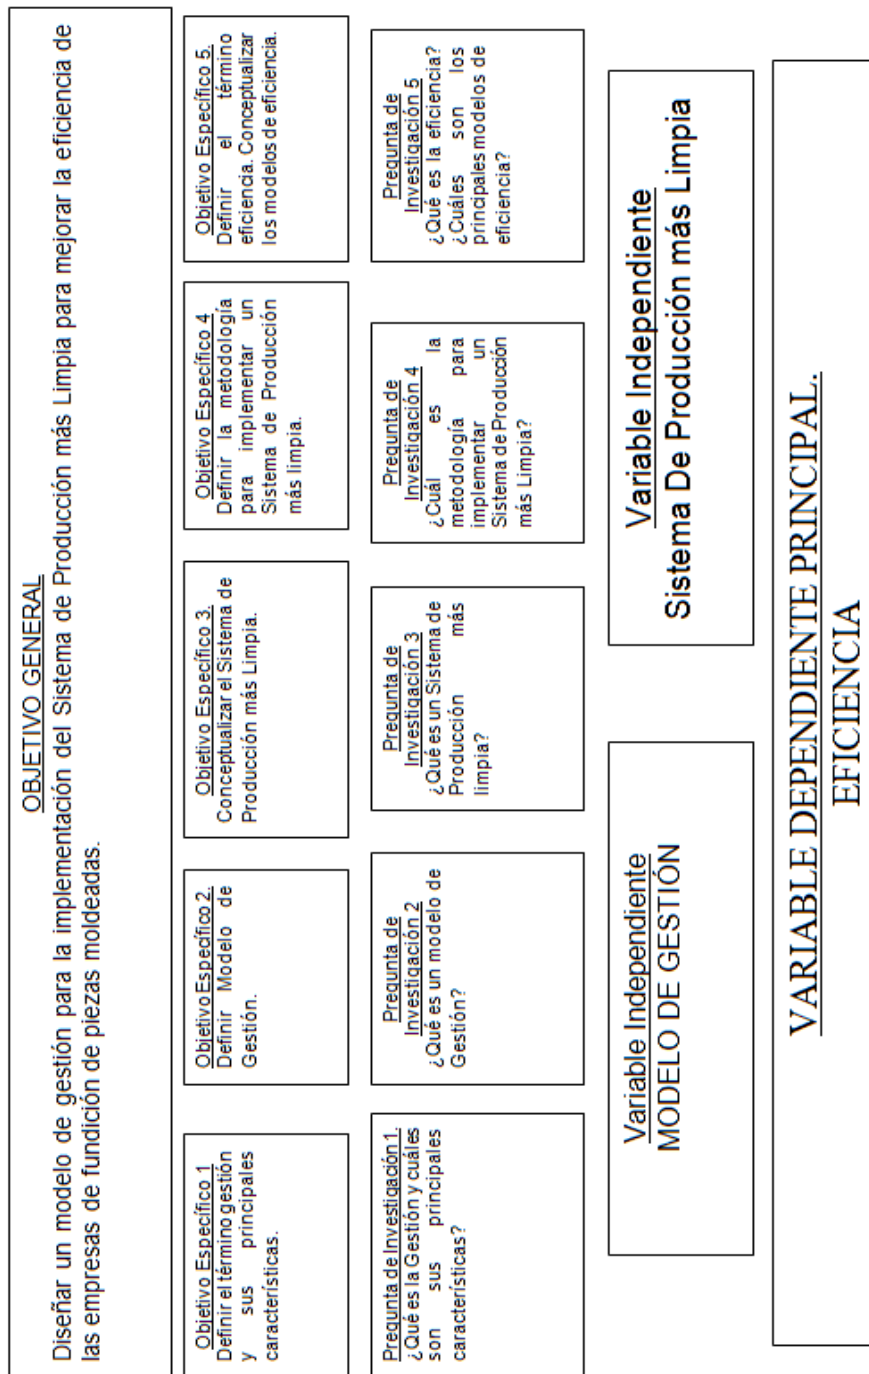 OBJETIVO GENERAL
Diseñar un modelo de gestión para la implementación del Sistema de Producción más Limpia para mejorar la eficiencia de
las empresas de fundición de piezas moldeadas.
Objetivo Específico 1
Definir el término gestión
y sus principales
características.
Objetivo Específico 2.
Definir Modelo de
Gestión.
Objetivo Específico 3.
Conceptualizar el Sistema de
Producción más Limpia.
Objetivo Específico 4
Definir la metodología
para implementar un
Sistema de Producción
más limpia.
Objetivo Específico 5.
Definir el término
eficiencia. Conceptualizar
los modelos de eficiencia.
Pregunta de Investigación 1.
¿Qué es la Gestión y cuáles
son sus principales
características?
Pregunta de
Investigación 2
¿Qué es un modelo de
Gestión?
Pregunta de
Investigación 3
¿Qué es un Sistema de
Producción más
limpia?
Pregunta de
Investigación 4
¿Cuál es la
metodología para
implementar un
Sistema de Producción
más Limpia?
Pregunta de
Investigación 5
¿Qué es la eficiencia?
¿Cuáles son los
principales modelos de
eficiencia?
Variable Independiente
MODELO DE GESTIÓN
Variable Independiente
Sistema De Producción más Limpia
VARIABLE DEPENDIENTE PRINCIPAL.
EFICIENCIA